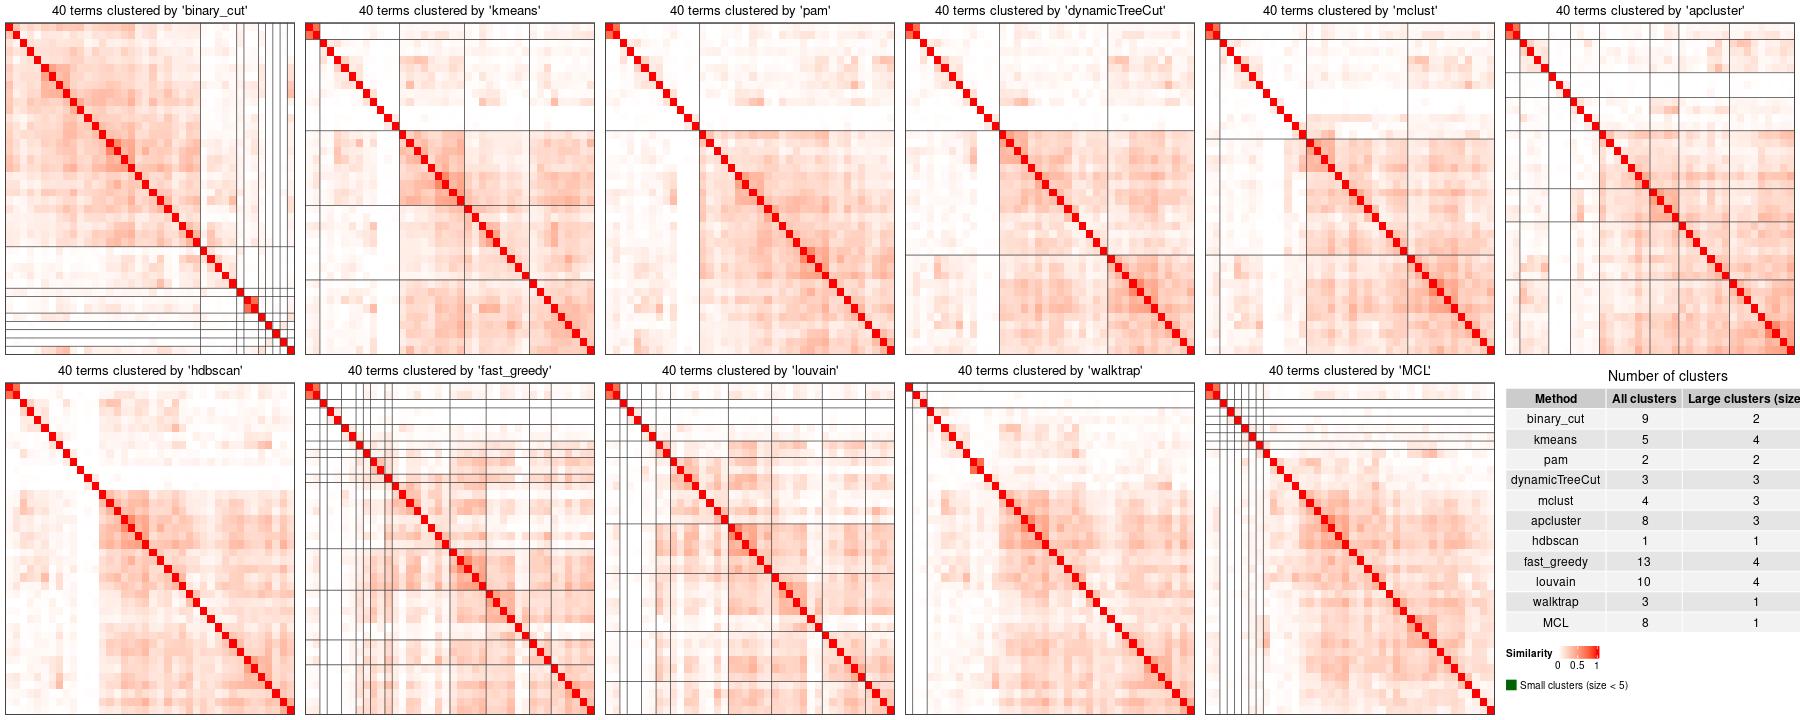 40 terms clustered by 'binary_cut'
40 terms clustered by 'kmeans'
40 terms clustered by 'pam'
40 terms clustered by 'dynamicTreeCut'
40 terms clustered by 'mclust'
40 terms clustered by 'apcluster'
40 terms clustered by 'hdbscan'
40 terms clustered by 'fast_greedy'
40 terms clustered by 'louvain'
40 terms clustered by 'walktrap'
40 terms clustered by 'MCL'
Number of clusters
Method All clusters Large clusters (size
binary_cut 9 2
kmeans 5 4
pam 2 2
dynamicTreeCut 3 3
mclust 4 3
apcluster 8 3
hdbscan 1 1
fast_greedy 13 4
louvain 10 4
walktrap 3 1
MCL 8 1
Similarity
0 0.5 1
Small clusters (size < 5)